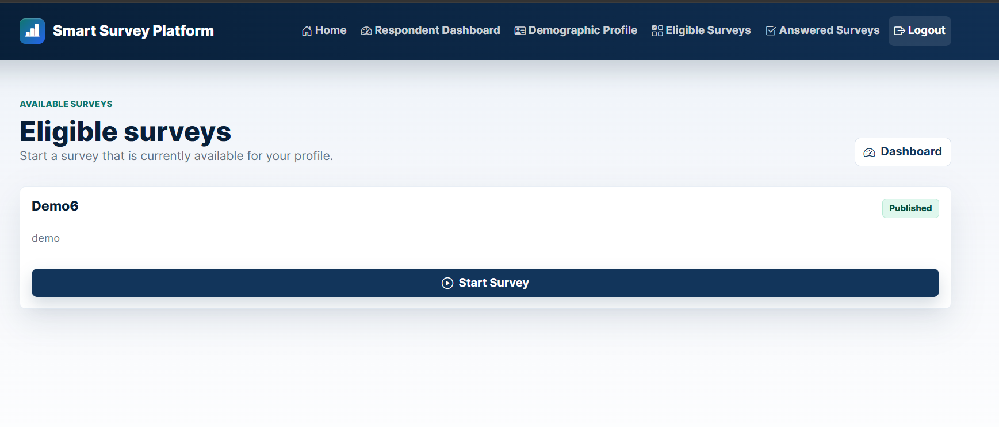 Smart Survey Platform
Home
Respondent Dashboard
Demographic Profile
Eligible Surveys
Answered Surveys
Logout
AVAILABLE SURVEYS
Eligible surveys
Start a survey that is currently available for your profile.
Dashboard
Demo6
Published
demo
Start Survey